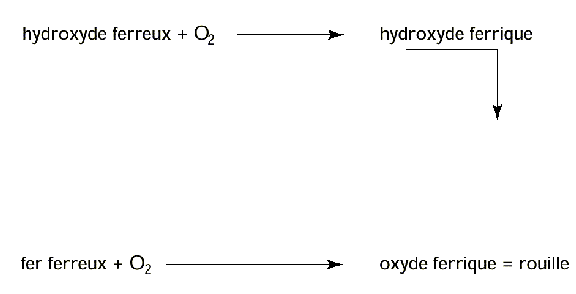 hydroxyde ferreux + O₂ hydroxyde ferrique
fer ferreux + O₂ oxyde ferrique = rouille